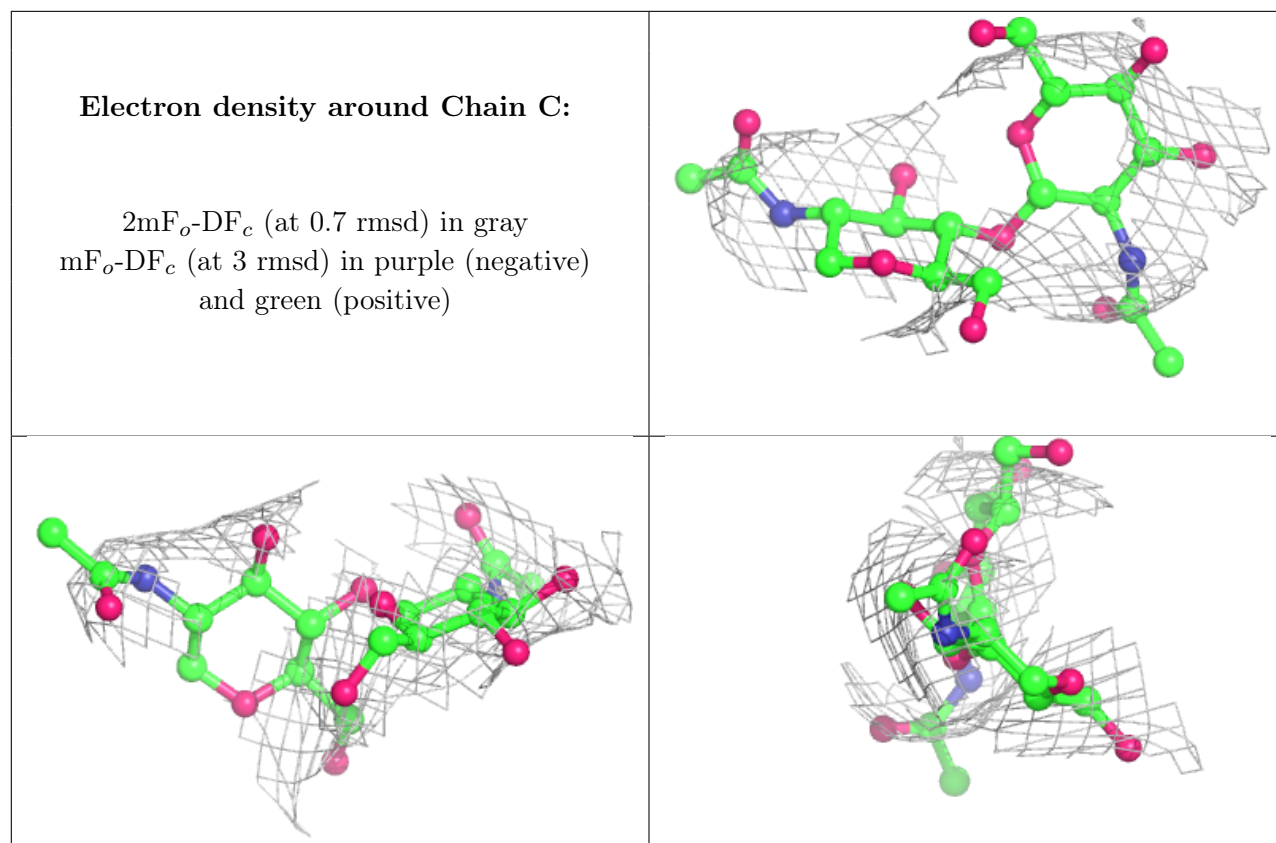 Electron density around Chain C:
2mFo-DFc (at 0.7 rmsd) in gray
mFo-DFc (at 3 rmsd) in purple (negative)
and green (positive)